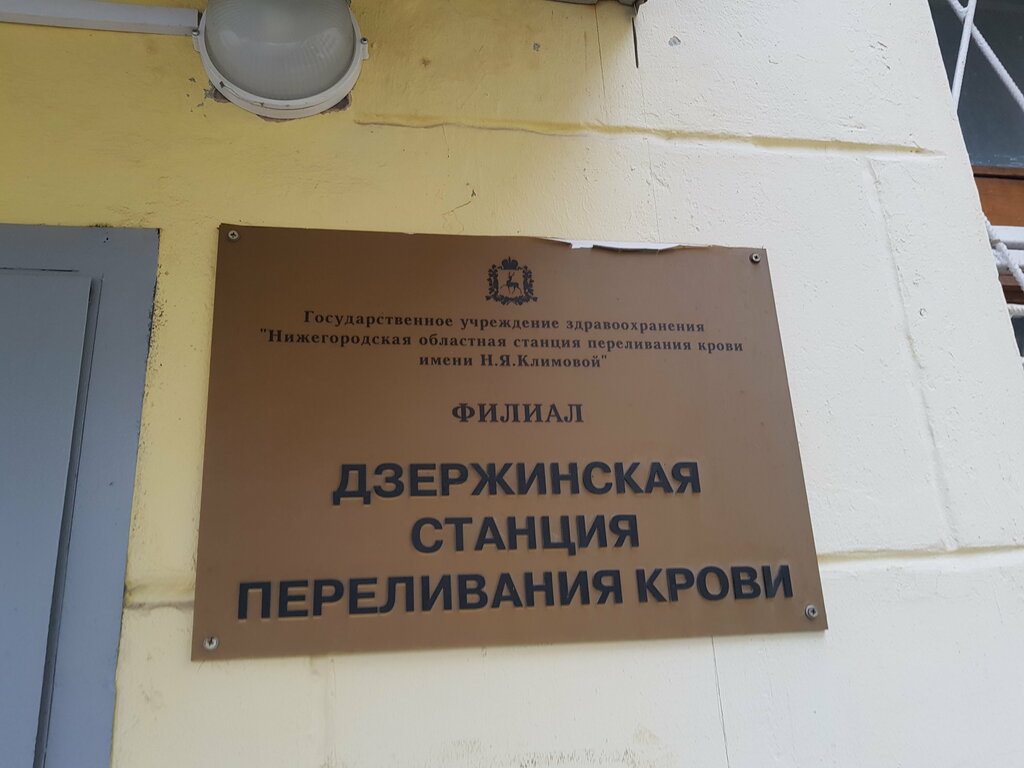 Государственное учреждение здравоохранения
"Нижегородская областная станция переливания крови
имени Н.Я.Климовой"
ФИЛИАЛ
ДЗЕРЖИНСКАЯ
СТАНЦИЯ
ПЕРЕЛИВАНИЯ КРОВИ